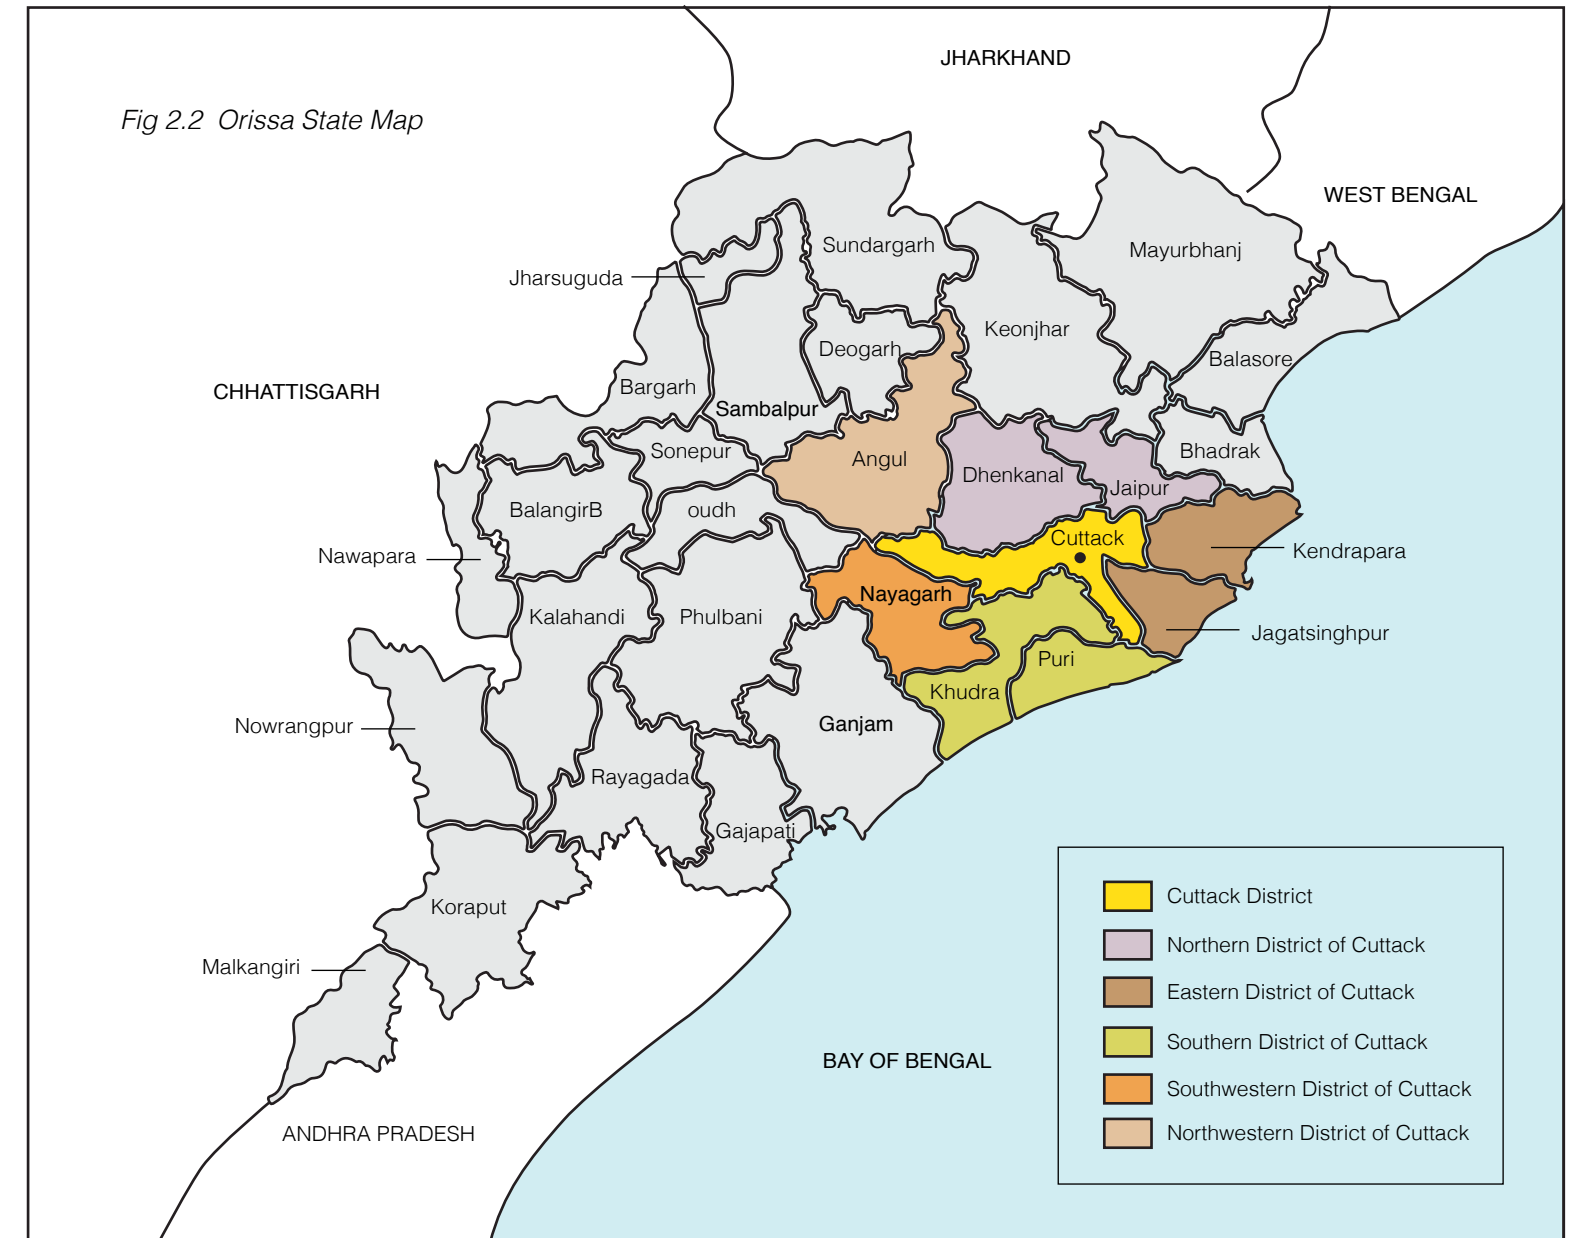 JHARKHAND
Fig 2.2 Orissa State Map
WEST BENGAL
Sundargarh
Mayurbhanj
Jharsuguda
Keonjhar
Deogarh
Balasore
CHHATTISGARH
Bargarh
Sambalpur
Sonepur
Angul
Bhadrak
Dhenkanal
Jaipur
BalangirB
oudh
Cuttack
Kendrapara
Nawapara
Nayagarh
Kalahandi
Phulbani
Jagatsinghpur
Puri
Khudra
Nowrangpur
Ganjam
Rayagada
Gajapati
Koraput
Malkangiri
BAY OF BENGAL
ANDHRA PRADESH
Cuttack District
Northern District of Cuttack
Eastern District of Cuttack
Southern District of Cuttack
Southwestern District of Cuttack
Northwestern District of Cuttack